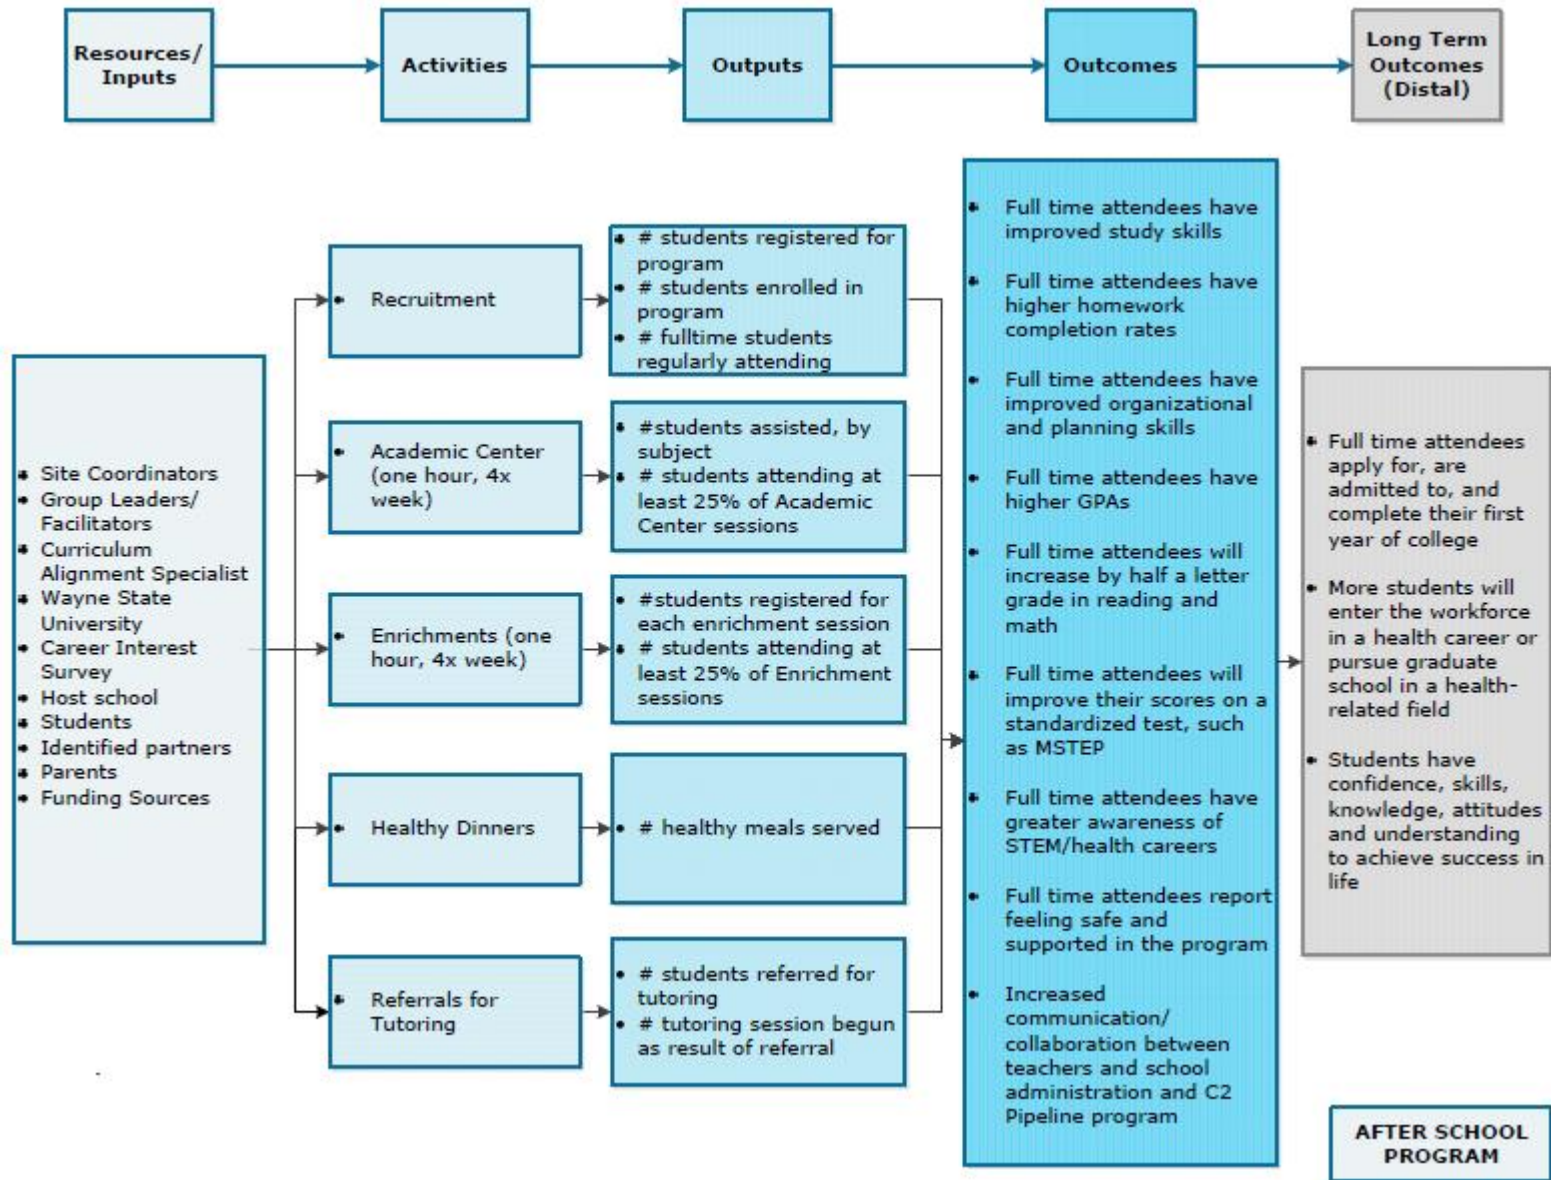 Resources/
Inputs
Activities
Outputs
Outcomes
Long Term
Outcomes
(Distal)
• Site Coordinators
• Group Leaders/
Facilitators
• Curriculum
Alignment Specialist
• Wayne State
University
• Career Interest
Survey
• Host school
• Students
• Identified partners
• Parents
• Funding Sources
• Recruitment
• Academic Center
(one hour, 4x
week)
• Enrichments (one
hour, 4x week)
• Healthy Dinners
• Referrals for
Tutoring
• # students registered for
program
• # students enrolled in
program
• # fulltime students
regularly attending
• #students assisted, by
subject
• # students attending at
least 25% of Academic
Center sessions
• #students registered for
each enrichment session
• # students attending at
least 25% of Enrichment
sessions
• # healthy meals served
• # students referred for
tutoring
• # tutoring session begun
as result of referral
• Full time attendees have
improved study skills
• Full time attendees have
higher homework
completion rates
• Full time attendees have
improved organizational
and planning skills
• Full time attendees have
higher GPAs
• Full time attendees will
increase by half a letter
grade in reading and
math
• Full time attendees will
improve their scores on a
standardized test, such
as MSTEP
• Full time attendees have
greater awareness of
STEM/health careers
• Full time attendees report
feeling safe and
supported in the program
• Increased
communication/
collaboration between
teachers and school
administration and C2
Pipeline program
• Full time attendees
apply for, are
admitted to, and
complete their first
year of college
• More students will
enter the workforce
in a health career or
pursue graduate
school in a health-
related field
• Students have
confidence, skills,
knowledge, attitudes
and understanding
to achieve success in
life
AFTER SCHOOL
PROGRAM